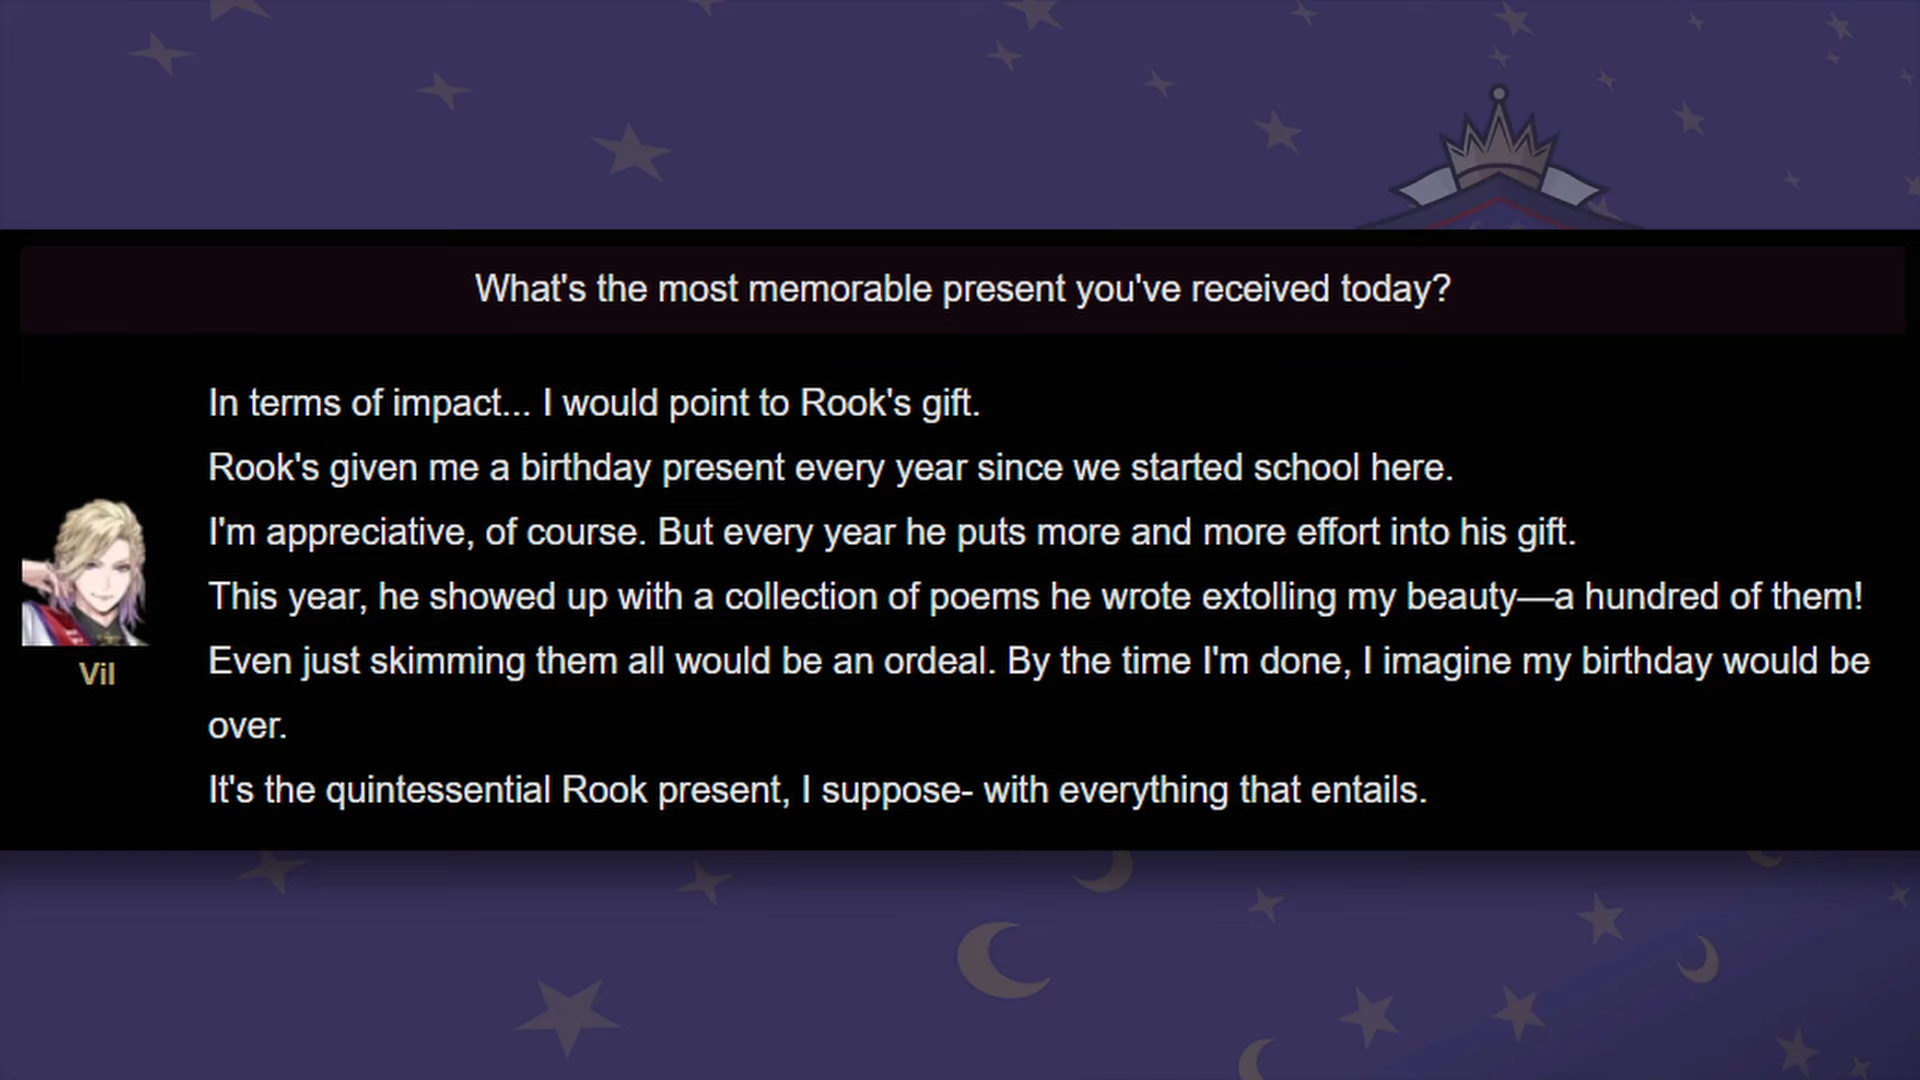 What's the most memorable present you've received today?
In terms of impact... I would point to Rook's gift.
Rook's given me a birthday present every year since we started school here.
I'm appreciative, of course. But every year he puts more and more effort into his gift.
This year, he showed up with a collection of poems he wrote extolling my beauty—a hundred of them!
Even just skimming them all would be an ordeal. By the time I'm done, I imagine my birthday would be
over.
It's the quintessential Rook present, I suppose- with everything that entails.
Vil